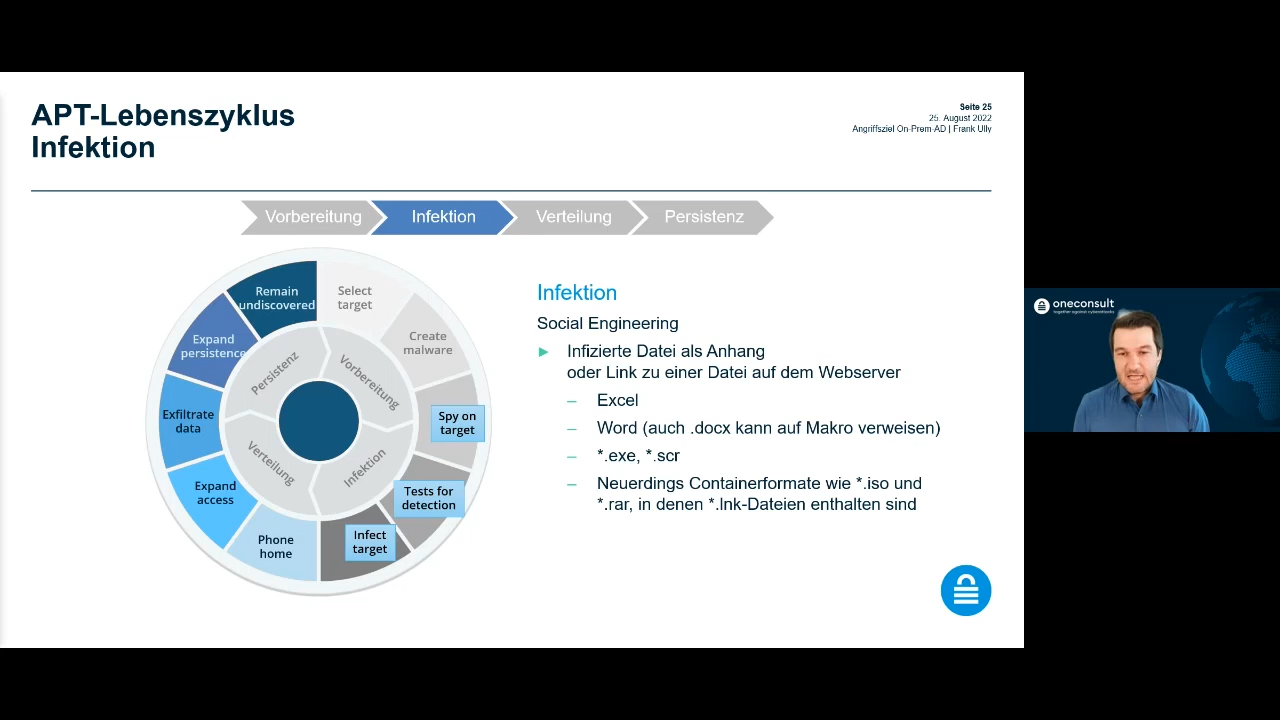 APT-Lebenszyklus
Infektion
Seite 25
25. August 2022
Angriffsziel On-Prem-AD | Frank Ully
Vorbereitung
Infektion
Verteilung
Persistenz
Remain
undiscovered
Select
target
Create
malware
Spy on
target
Tests for
detection
Infect
target
Phone
home
Expand
access
Exfiltrate
data
Expand
persistence
Persistenz
Vorbereitung
Infektion
Verteilung
Infektion
Social Engineering
► Infizierte Datei als Anhang
oder Link zu einer Datei auf dem Webserver
– Excel
– Word (auch .docx kann auf Makro verweisen)
– *.exe, *.scr
– Neuerdings Containerformate wie *.iso und
*.rar, in denen *.lnk-Dateien enthalten sind
oneconsult
together against cyberattacks